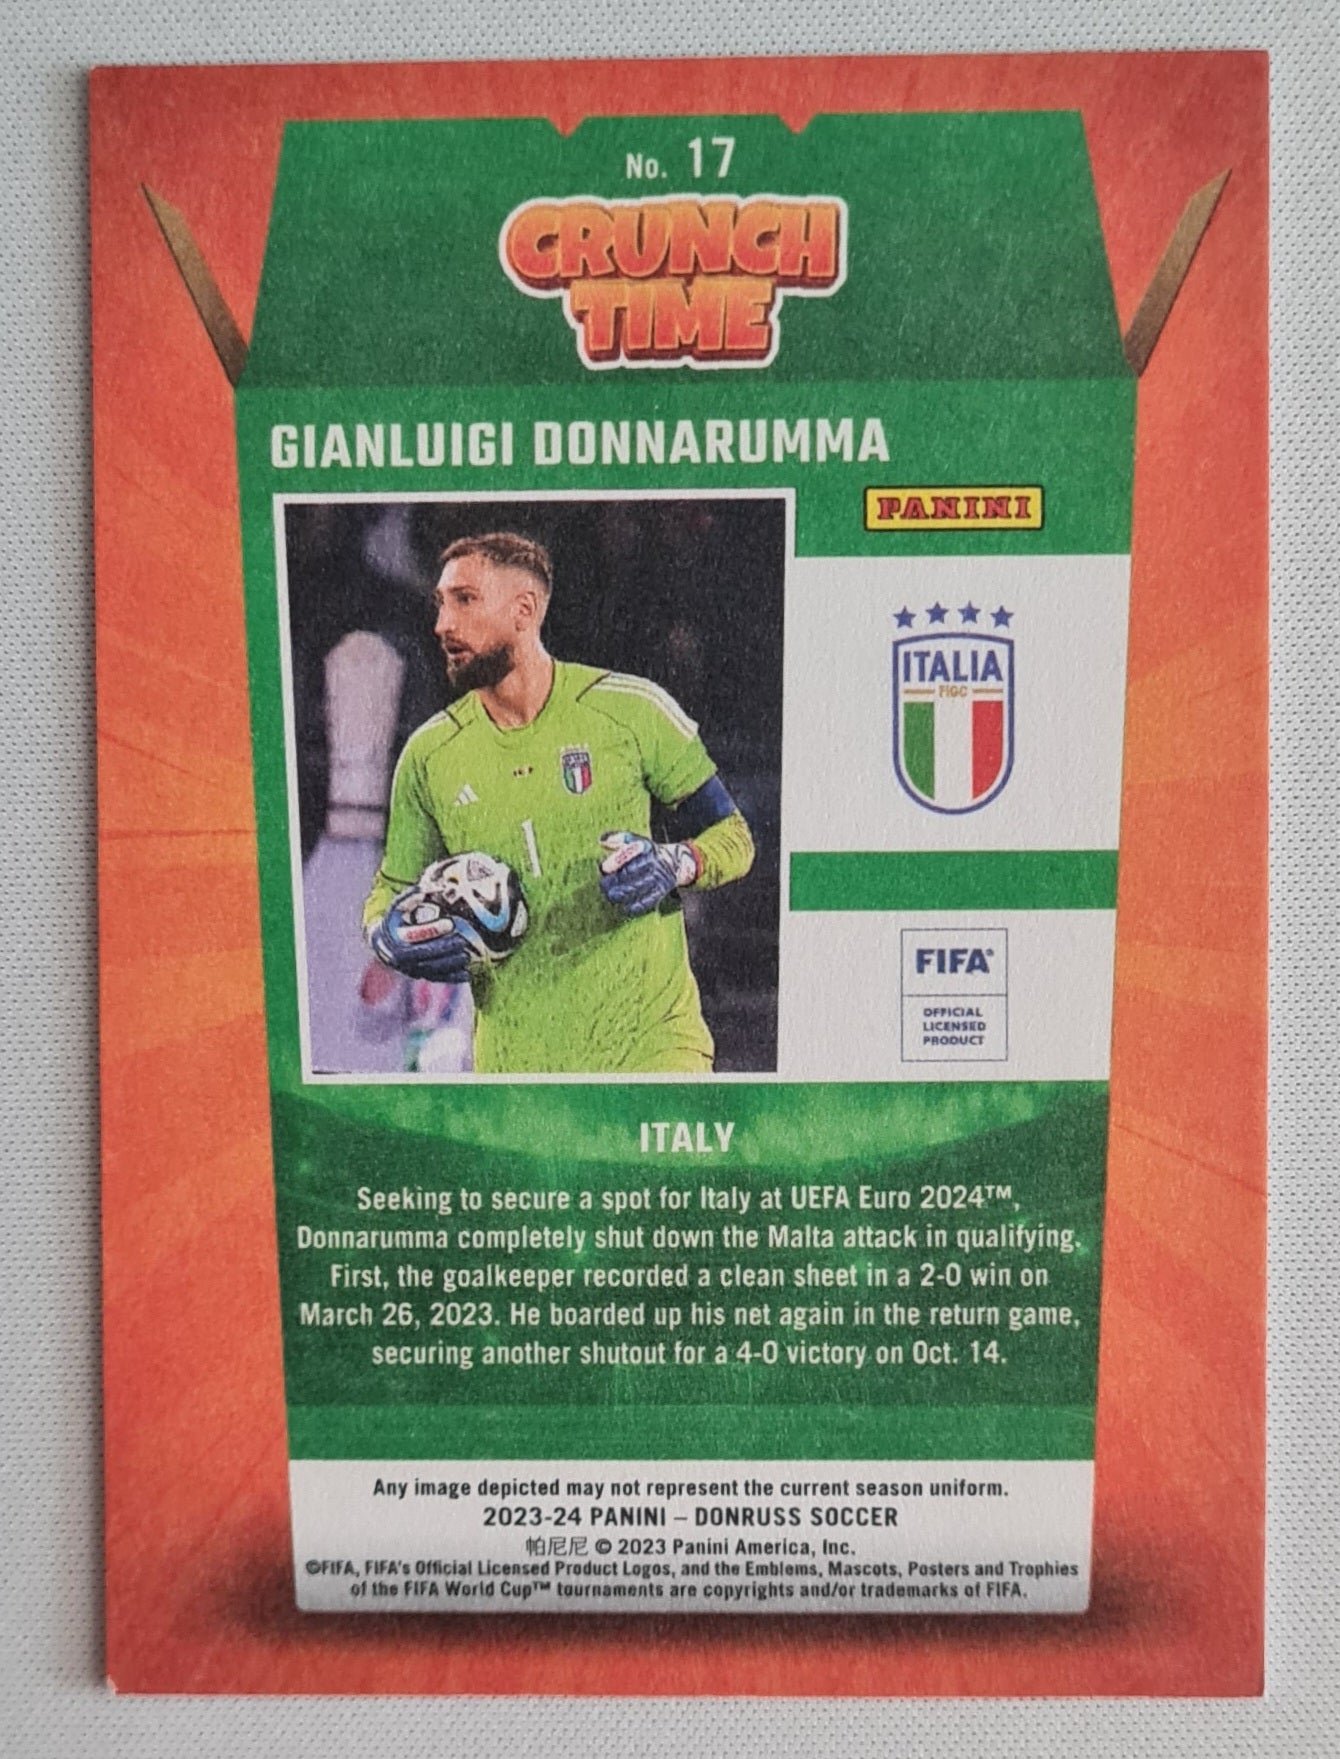 No. 17
CRUNCH
TIME
GIANLUIGI DONNARUMMA
PANINI
ITALIA
FIGC
ITALIA
1
FIFA®
OFFICIAL
LICENSED
PRODUCT
ITALY
Seeking to secure a spot for Italy at UEFA Euro 2024™,
Donnarumma completely shut down the Malta attack in qualifying.
First, the goalkeeper recorded a clean sheet in a 2-0 win on
March 26, 2023. He boarded up his net again in the return game,
securing another shutout for a 4-0 victory on Oct. 14.
Any image depicted may not represent the current season uniform.
2023-24 PANINI – DONRUSS SOCCER
帕尼尼 © 2023 Panini America, Inc.
©FIFA, FIFA's Official Licensed Product Logos, and the Emblems, Mascots, Posters and Trophies
of the FIFA World Cup™ tournaments are copyrights and/or trademarks of FIFA.